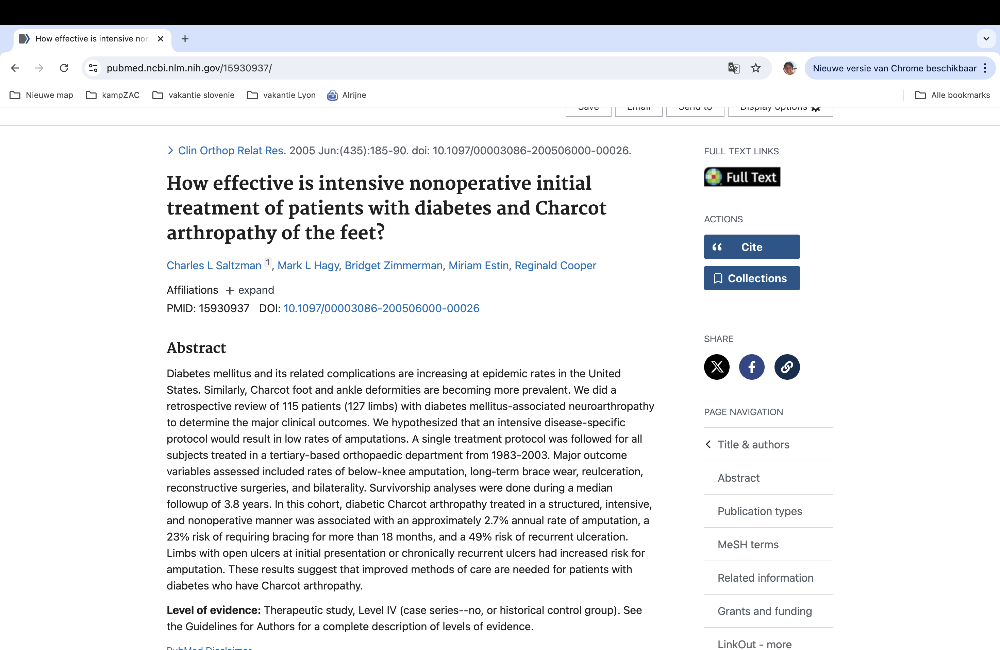 How effective is intensive non
pubmed.ncbi.nlm.nih.gov/15930937/
Nieuwe versie van Chrome beschikbaar
Nieuwe map
kampZAC
vakantie slovenie
vakantie Lyon
Alrijne
Alle bookmarks
Save
Email
Send to
Display options
Clin Orthop Relat Res. 2005 Jun:(435):185-90. doi: 10.1097/00003086-200506000-00026.
How effective is intensive nonoperative initial
treatment of patients with diabetes and Charcot
arthropathy of the feet?
Charles L Saltzman 1, Mark L Hagy, Bridget Zimmerman, Miriam Estin, Reginald Cooper
Affiliations + expand
PMID: 15930937 DOI: 10.1097/00003086-200506000-00026
Abstract
Diabetes mellitus and its related complications are increasing at epidemic rates in the United
States. Similarly, Charcot foot and ankle deformities are becoming more prevalent. We did a
retrospective review of 115 patients (127 limbs) with diabetes mellitus-associated neuroarthropathy
to determine the major clinical outcomes. We hypothesized that an intensive disease-specific
protocol would result in low rates of amputations. A single treatment protocol was followed for all
subjects treated in a tertiary-based orthopaedic department from 1983-2003. Major outcome
variables assessed included rates of below-knee amputation, long-term brace wear, reulceration,
reconstructive surgeries, and bilaterality. Survivorship analyses were done during a median
followup of 3.8 years. In this cohort, diabetic Charcot arthropathy treated in a structured, intensive,
and nonoperative manner was associated with an approximately 2.7% annual rate of amputation, a
23% risk of requiring bracing for more than 18 months, and a 49% risk of recurrent ulceration.
Limbs with open ulcers at initial presentation or chronically recurrent ulcers had increased risk for
amputation. These results suggest that improved methods of care are needed for patients with
diabetes who have Charcot arthropathy.
Level of evidence: Therapeutic study, Level IV (case series--no, or historical control group). See
the Guidelines for Authors for a complete description of levels of evidence.
PubMed Disclaimer
FULL TEXT LINKS
Full Text
ACTIONS
Cite
Collections
SHARE
PAGE NAVIGATION
Title & authors
Abstract
Publication types
MeSH terms
Related information
Grants and funding
LinkOut - more